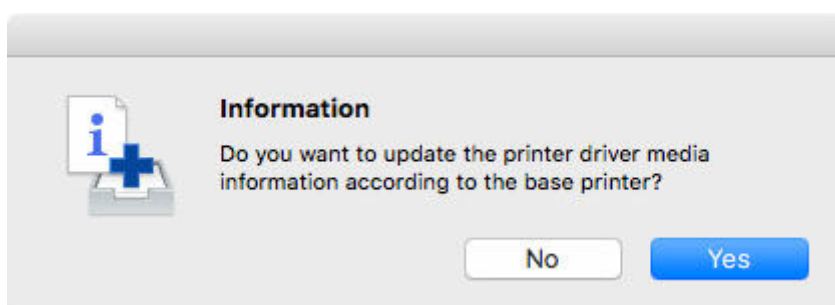 Information
Do you want to update the printer driver media
information according to the base printer?
No
Yes